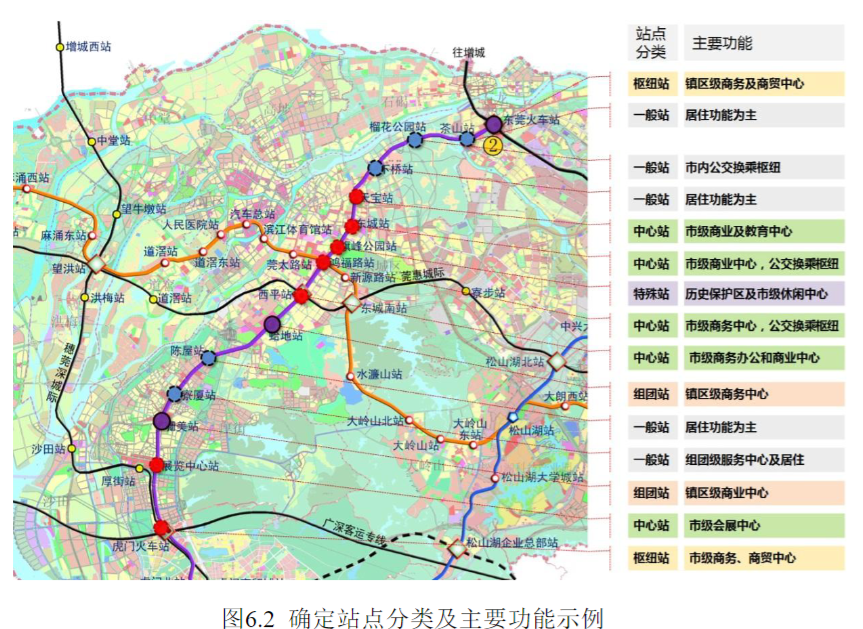 增城西站
往增城
站点
分类
主要功能
枢纽站 镇区级商务及商贸中心
一般站 居住功能为主
一般站 市内公交换乘枢纽
一般站 居住功能为主
中心站 市级商业及教育中心
中心站 市级商业中心，公交换乘枢纽
特殊站 历史保护区及市级休闲中心
中心站 市级商务中心，公交换乘枢纽
中心站 市级商务办公和商业中心
组团站 镇区级商务中心
一般站 居住功能为主
一般站 组团级服务中心及居住
组团站 镇区级商业中心
中心站 市级会展中心
枢纽站 市级商务、商贸中心
东莞火车站
2
茶山站
榴花公园站
中堂站
桥站
天宝站
涌西站
望牛墩站
东城站
汽车总站
人民医院站
滨江体育馆站
麻涌东站
旗峰公园站
道滘站
道滘东站
莞太路站
鸿福路站
望洪站
新源路站
莞惠城际
西平站
洪梅站
道滘站
东城南站
寮步站
蛤地站
陈屋站
松山湖北站
穗莞深城际
水濂山站
寮厦站
大朗西站
大岭山北站
大岭山
东站
松山湖站
大岭山站
沙田站
展览中心站
厚街站
松山湖大学城站
广深客运专线
虎门火车站
松山湖企业总部站
图6.2 确定站点分类及主要功能示例